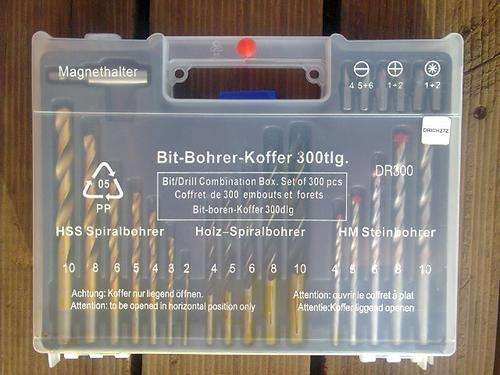 Magnethalter
4 5+6 1+2 1+2
DRICH272
Bit-Bohrer-Koffer 300tlg.
DR300
Bit/Drill Combination Box. Set of 300 pcs
Coffret de 300 embouts et forets
Bit-boren-Koffer 300dlg
05
PP
HSS Spiralbohrer Holz-Spiralbohrer HM Steinbohrer
10 8 6 5 4 3 2 4 5 6 8 10 4 5 6 8 10
Achtung: Koffer nur liegend öffnen.
Attention: to be opened in horizontal position only
Attention: ouvrir le coffret à plat
Attentie:Koffer liggend openen